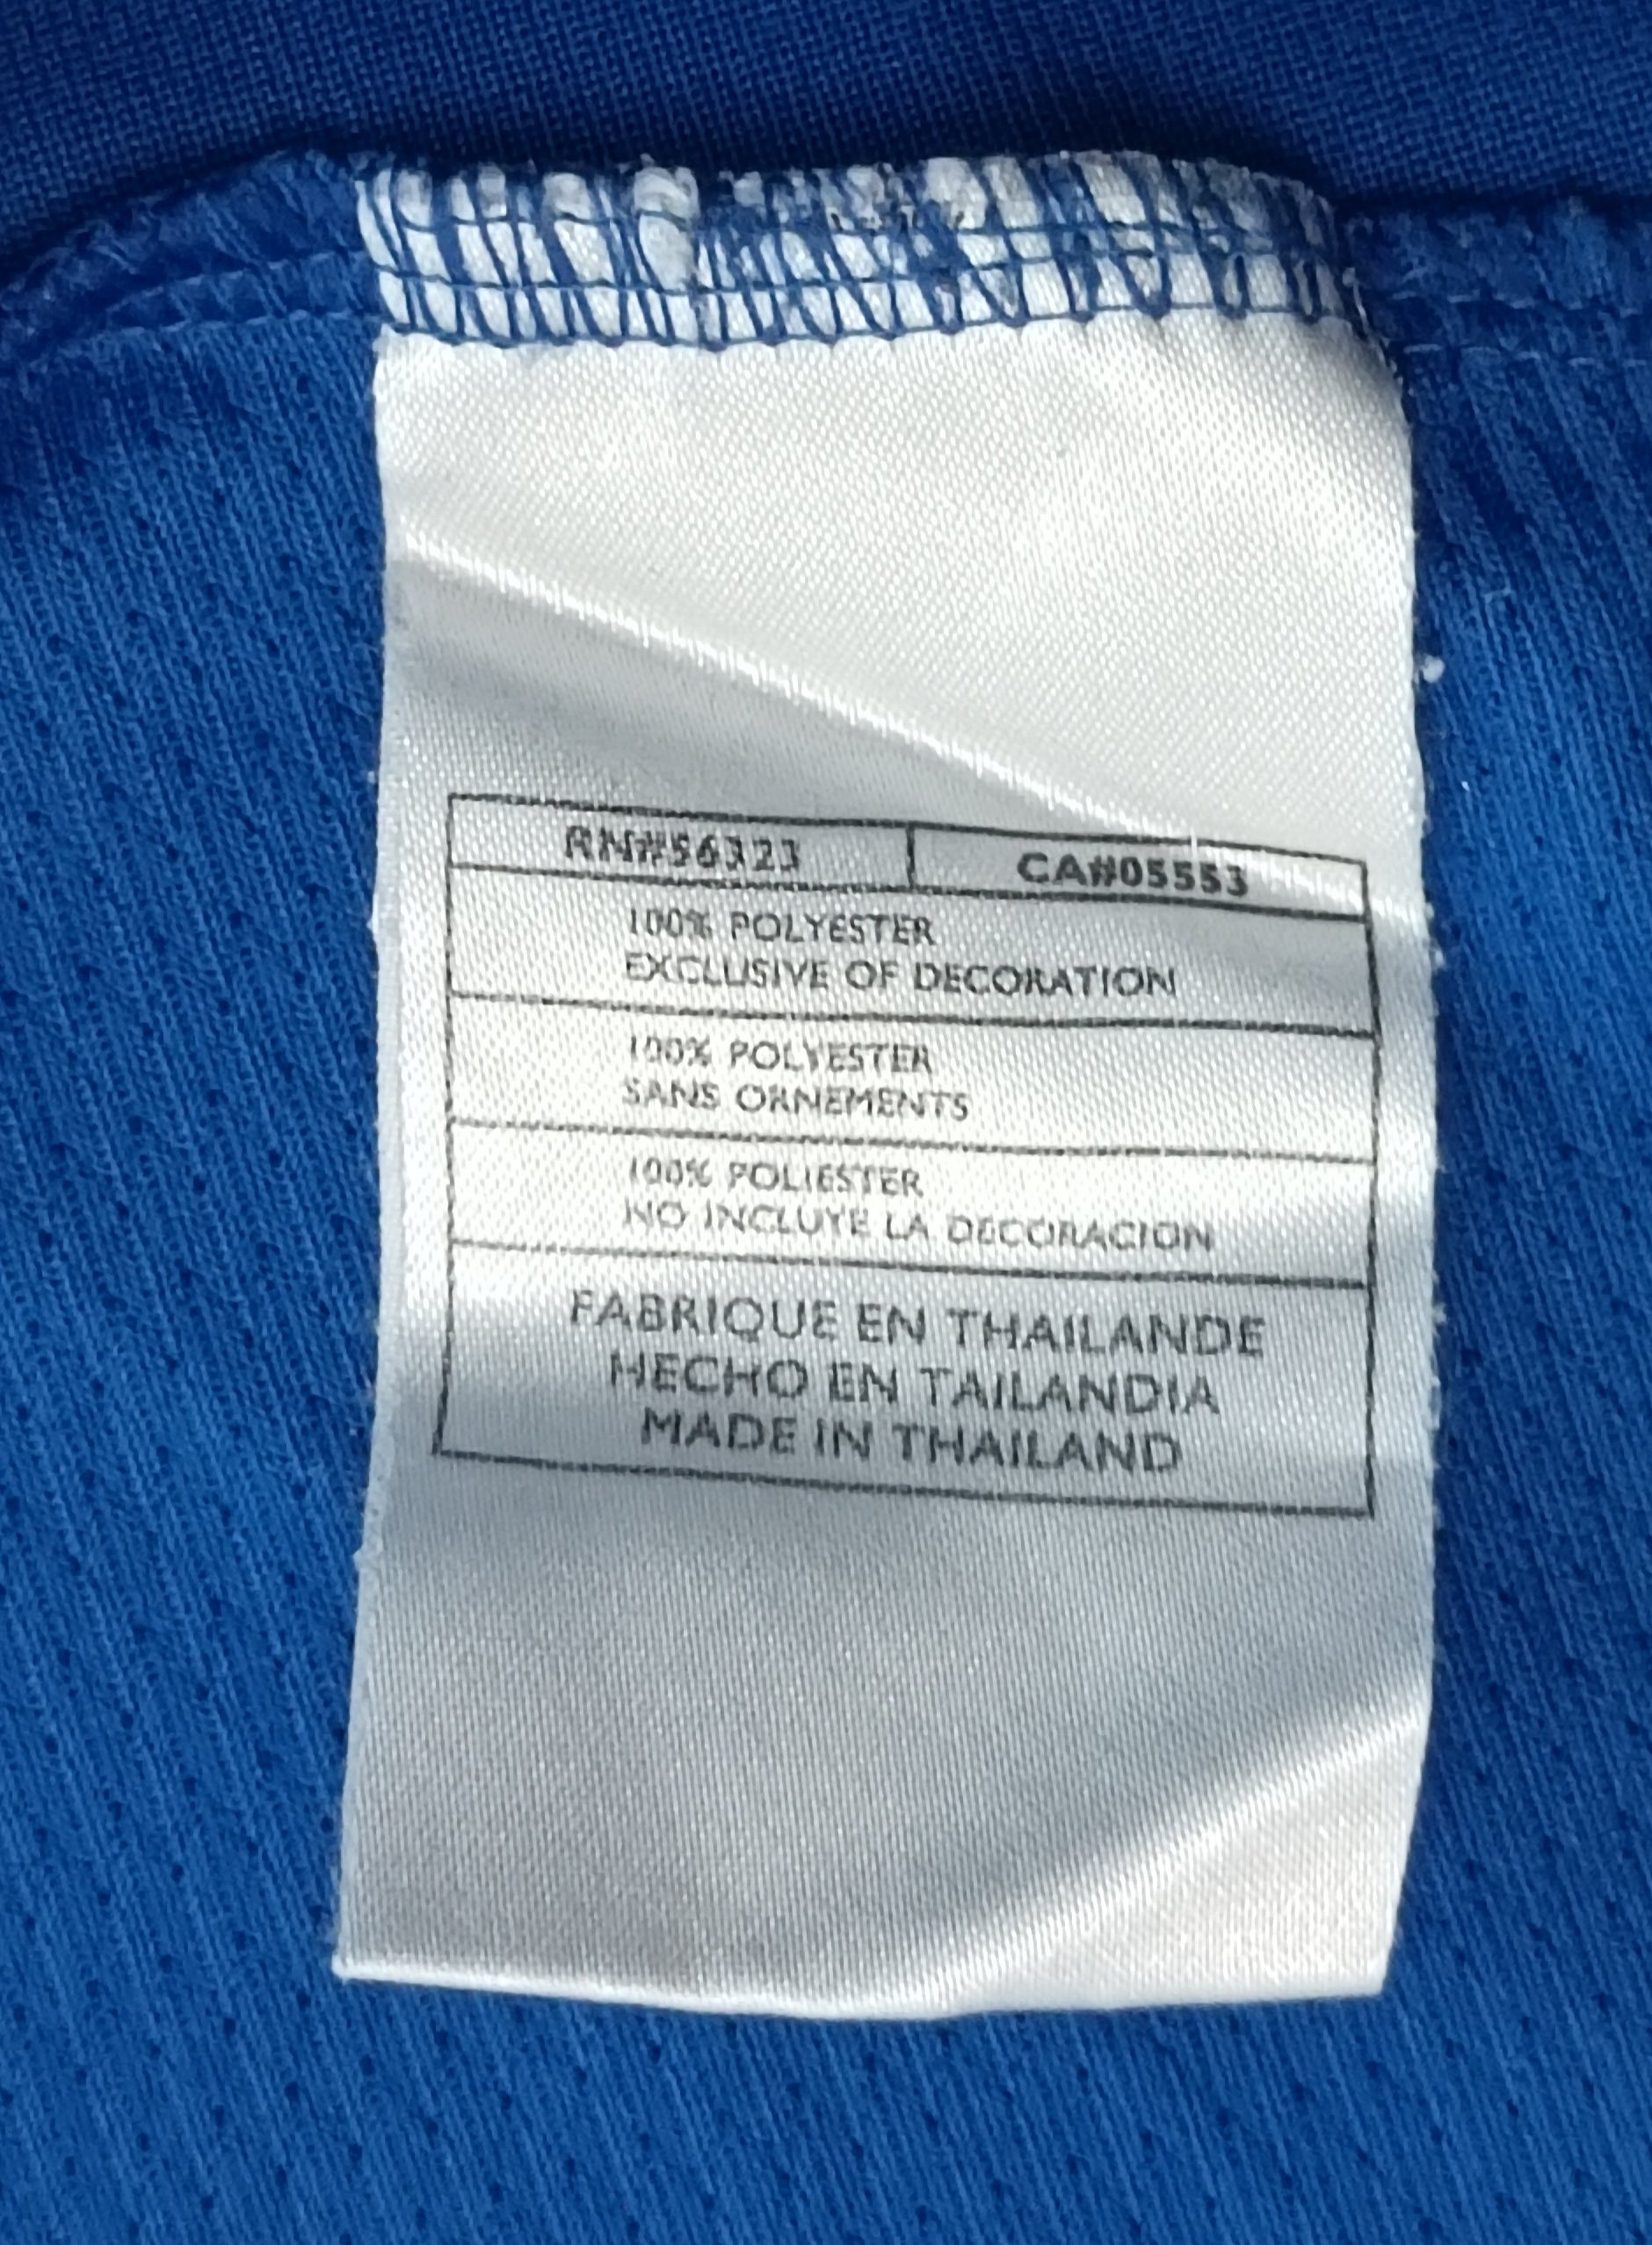 RN#56323 CA#05553
100% POLYESTER
EXCLUSIVE OF DECORATION
100% POLYESTER
SANS ORNEMENTS
100% POLIESTER
NO INCLUYE LA DECORACION
FABRIQUE EN THAILANDE
HECHO EN TAILANDIA
MADE IN THAILAND